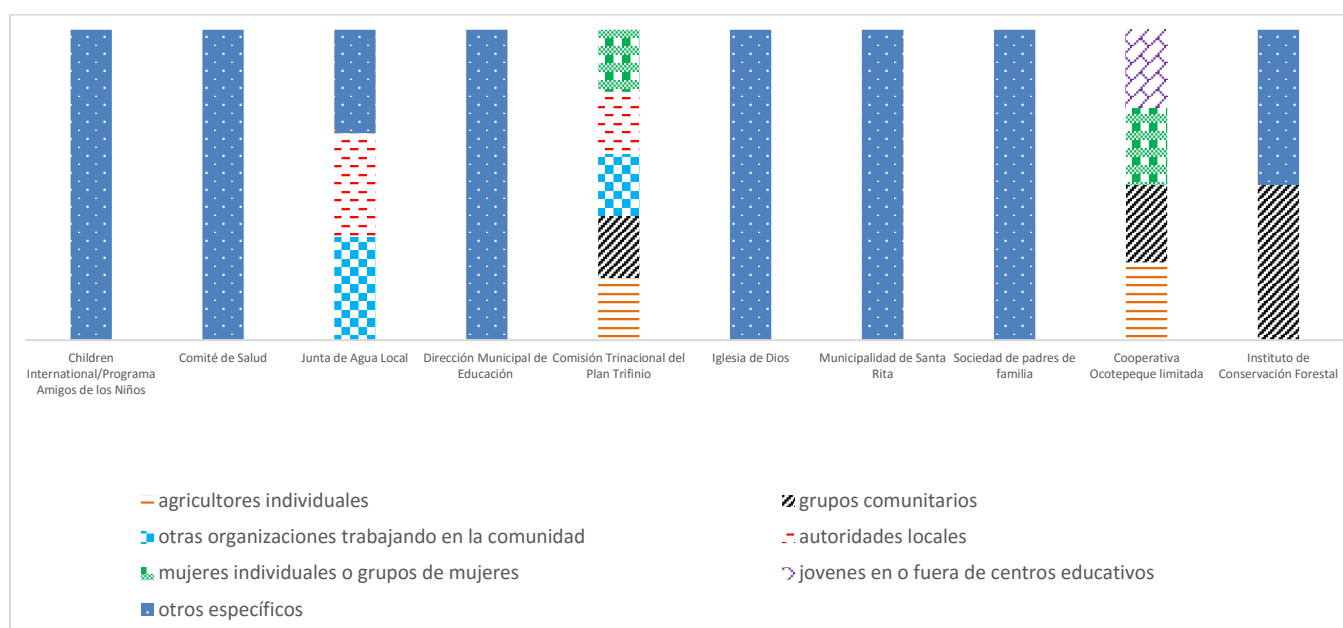 Children
International/Programa
Amigos de los Niños
Comité de Salud
Junta de Agua Local
Dirección Municipal de
Educación
Comisión Trinacional del
Plan Trifinio
Iglesia de Dios
Municipalidad de Santa
Rita
Sociedad de padres de
familia
Cooperativa
Ocotepeque limitada
Instituto de
Conservación Forestal
agricultores individuales
grupos comunitarios
otras organizaciones trabajando en la comunidad
autoridades locales
mujeres individuales o grupos de mujeres
jovenes en o fuera de centros educativos
otros específicos